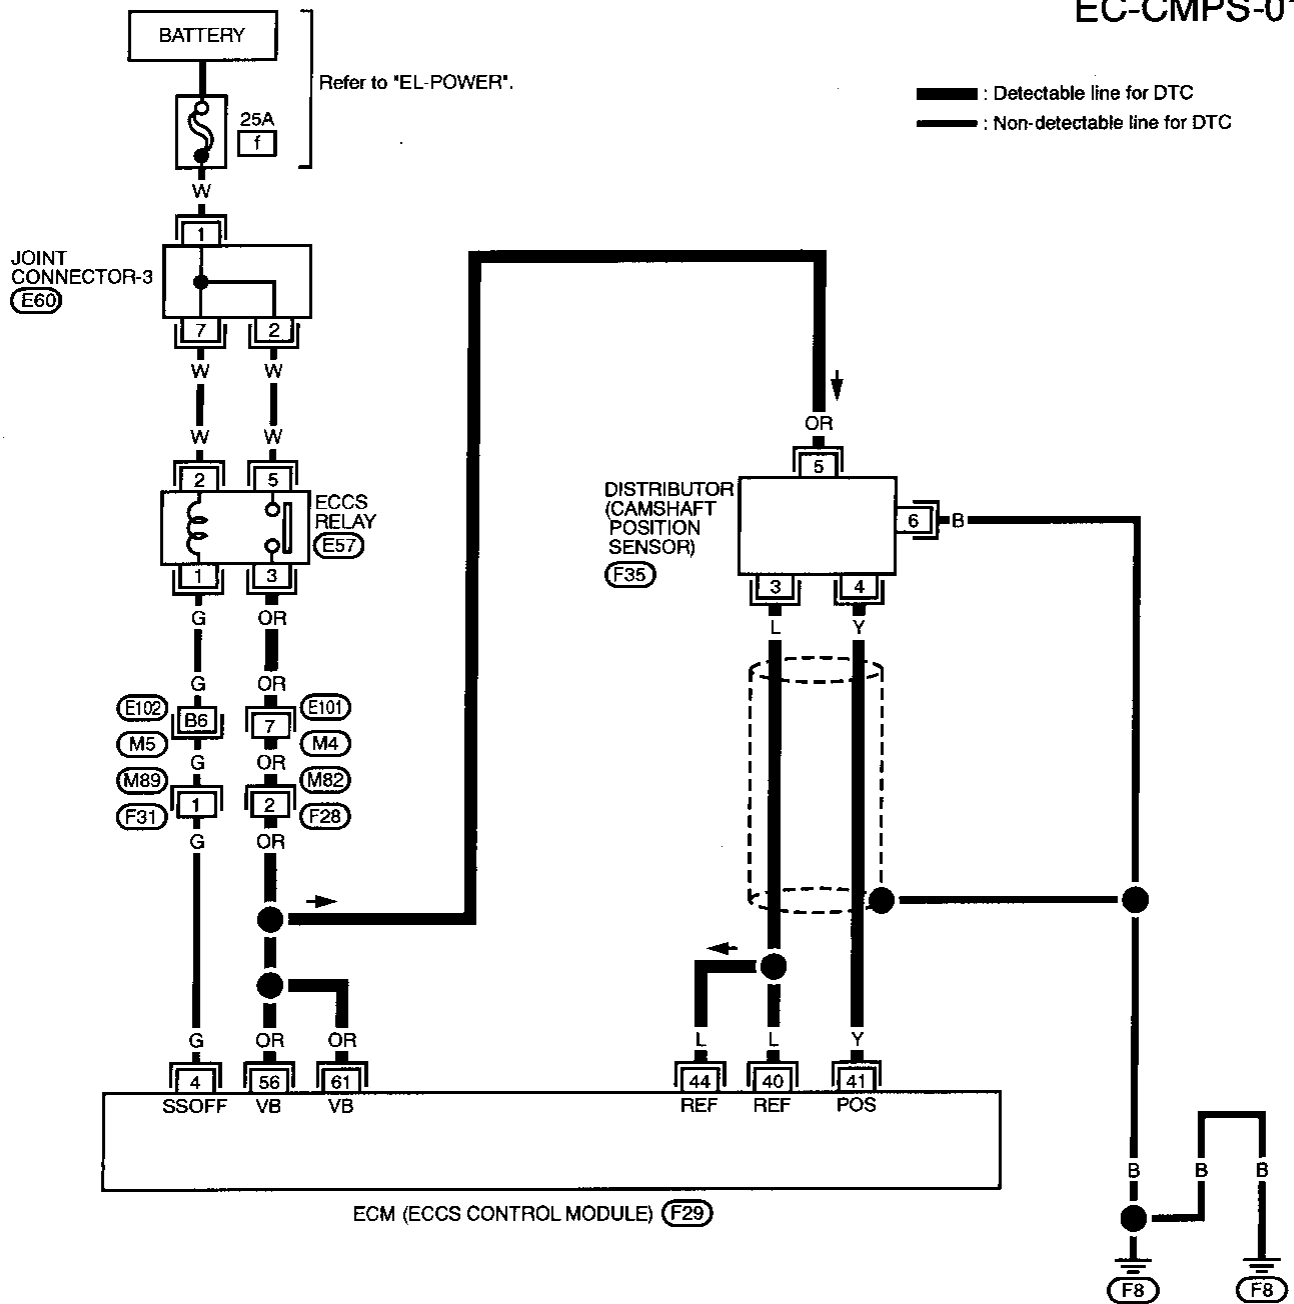 EC-CMPS-01
BATTERY
Refer to "EL-POWER".
25A
f
: Detectable line for DTC
: Non-detectable line for DTC
W
1
JOINT
CONNECTOR-3
E60
7 2
W W
W W
2 5
ECCS
RELAY
E57
1 3
G OR
G OR
E102 B6 7 E101
M5 M4
G OR
M89 1 2 M82
F31 F28
G OR
OR
5
DISTRIBUTOR
(CAMSHAFT
POSITION
SENSOR)
F35
6 B
3 4
L Y
G OR OR L L Y
4 56 61 44 40 41
SSOFF VB VB REF REF POS
ECM (ECCS CONTROL MODULE) F29
B B B
F8 F8